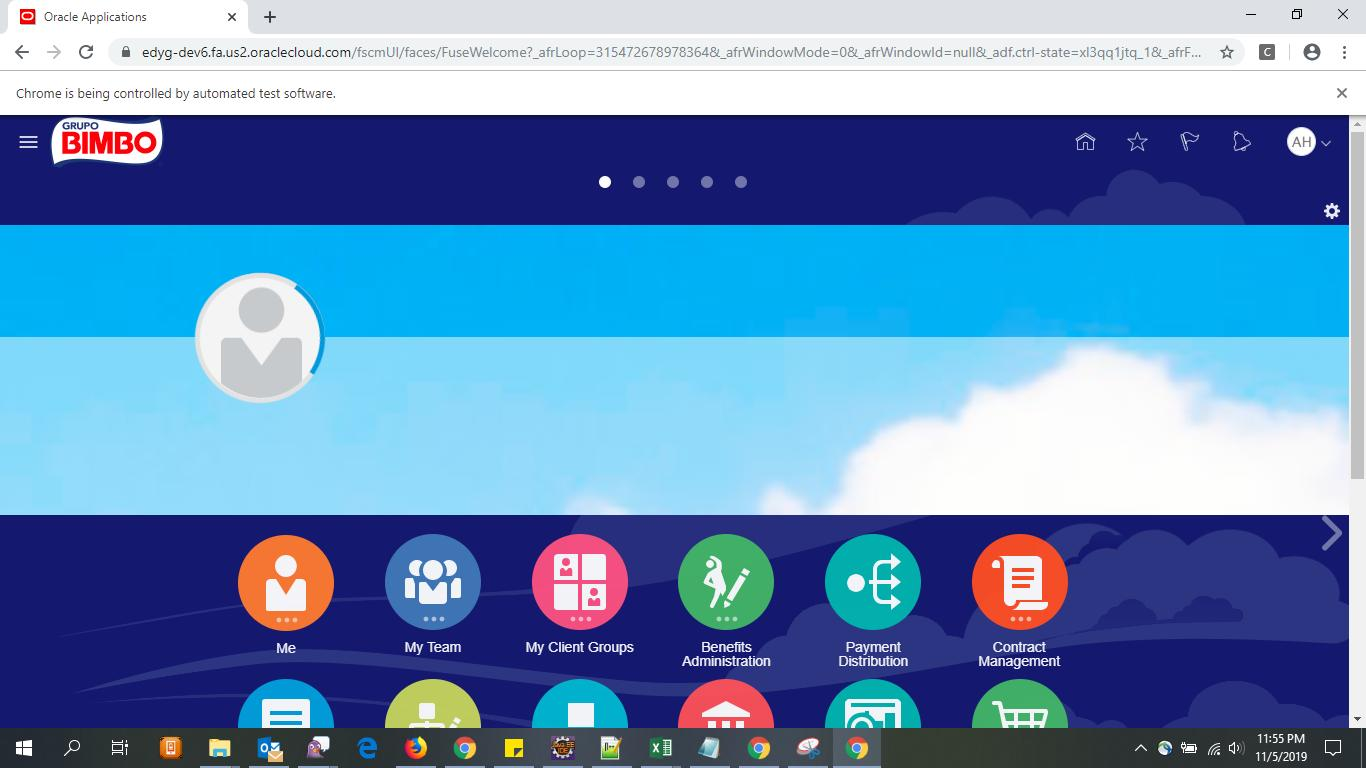 Oracle Applications
edyg-dev6.fa.us2.oraclecloud.com/fscmUI/faces/FuseWelcome?_afrLoop=315472678978364&_afrWindowMode=0&_afrWindowId=null&_adf.ctrl-state=xl3qq1jtq_1&_afrF...
C
Chrome is being controlled by automated test software.
GRUPO
BIMBO
AH
Me
My Team
My Client Groups
Benefits
Administration
Payment
Distribution
Contract
Management
11:55 PM
11/5/2019